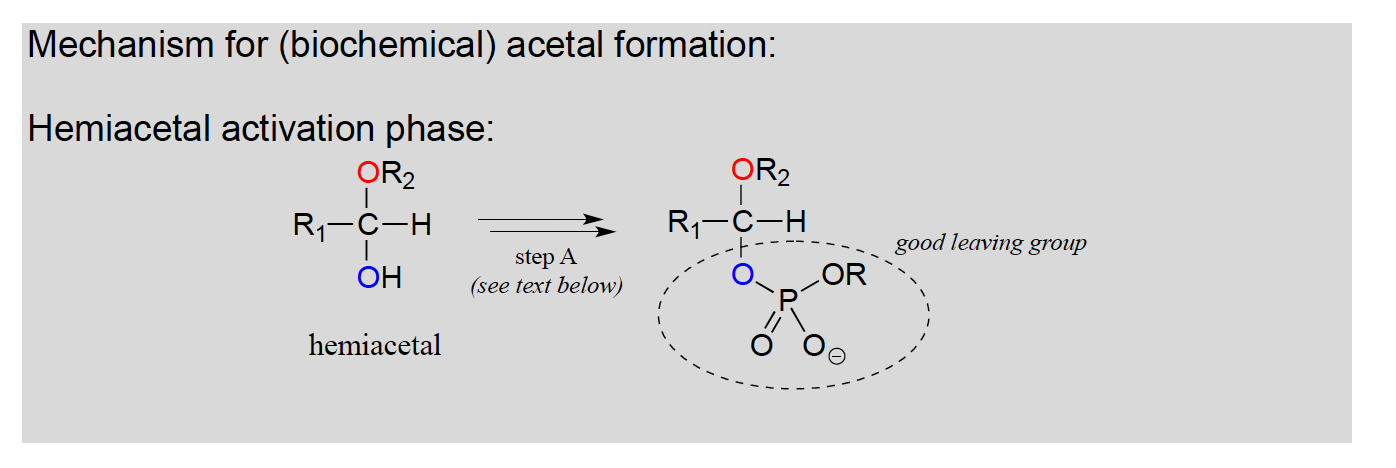 Mechanism for (biochemical) acetal formation:
Hemiacetal activation phase:
OR2
R1—C—H
OH
hemiacetal
step A
(see text below)
OR2
R1—C—H
O
P
OR
O
O⊖
good leaving group